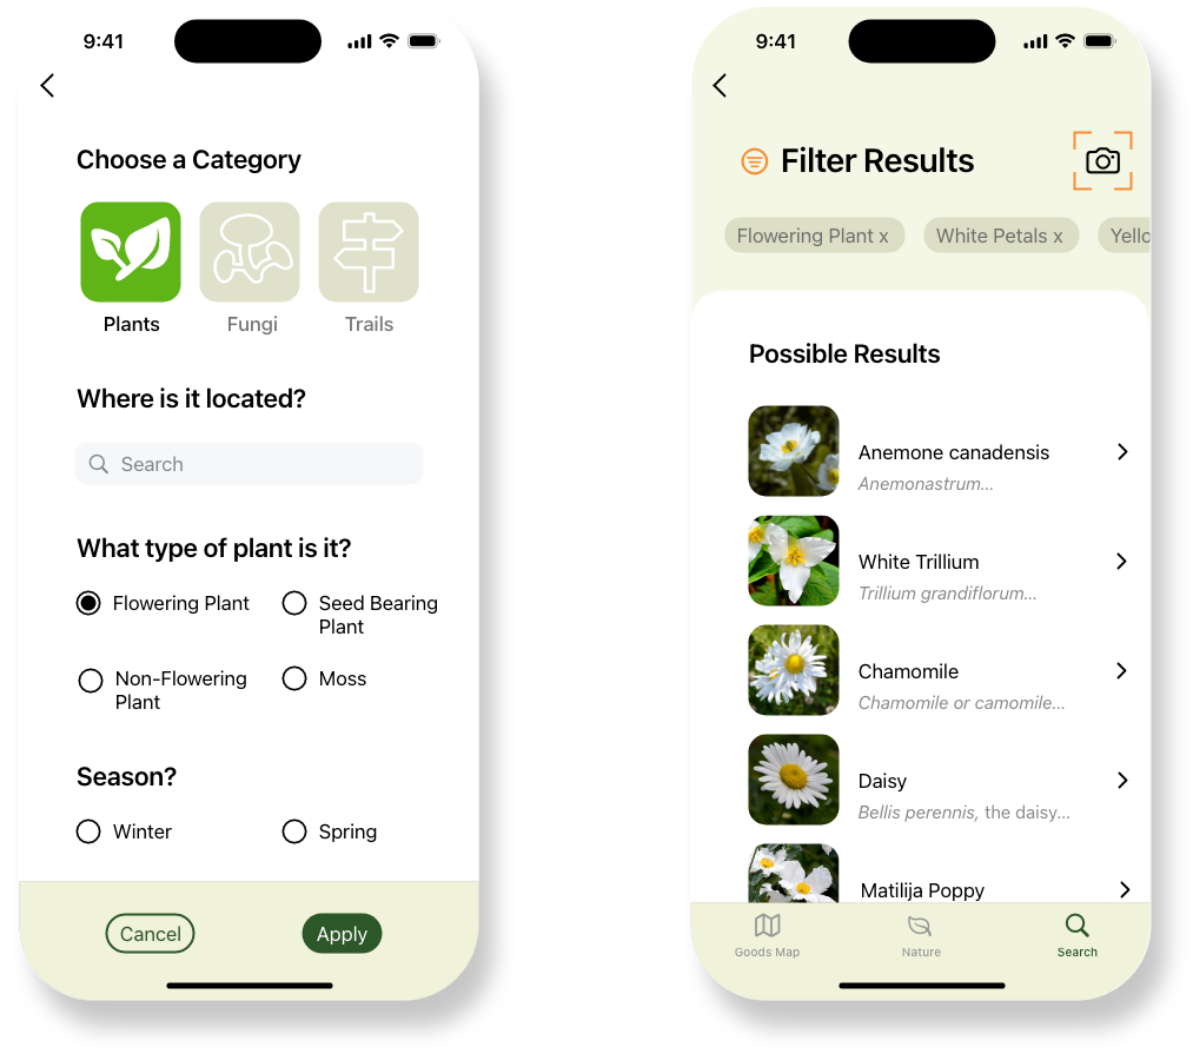 9:41
Choose a Category
Plants
Fungi
Trails
Where is it located?
Search
What type of plant is it?
Flowering Plant
Seed Bearing
Plant
Non-Flowering
Plant
Moss
Season?
Winter
Spring
Cancel
Apply
9:41
Filter Results
Flowering Plant x
White Petals x
Yello
Possible Results
Anemone canadensis
Anemonastrum...
White Trillium
Trillium grandiflorum...
Chamomile
Chamomile or camomile...
Daisy
Bellis perennis, the daisy...
Matilija Poppy
Goods Map
Nature
Search